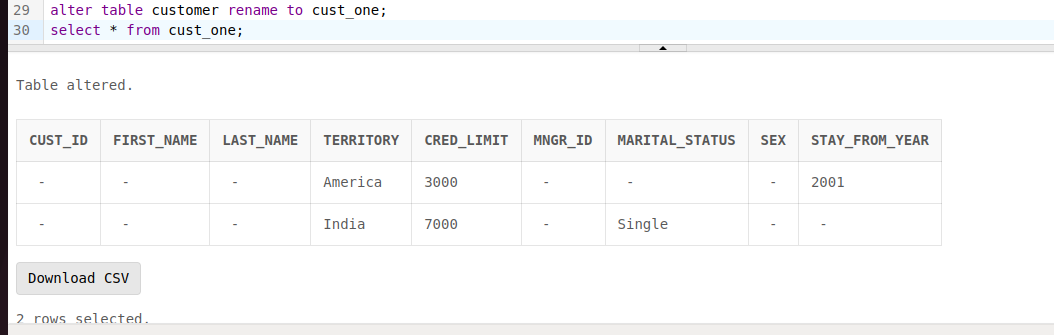 29 alter table customer rename to cust_one;
30 select * from cust_one;
Table altered.
CUST_ID FIRST_NAME LAST_NAME TERRITORY CRED_LIMIT MNGR_ID MARITAL_STATUS SEX STAY_FROM_YEAR
- - - America 3000 - - - 2001
- - - India 7000 - Single - -
Download CSV
2 rows selected.